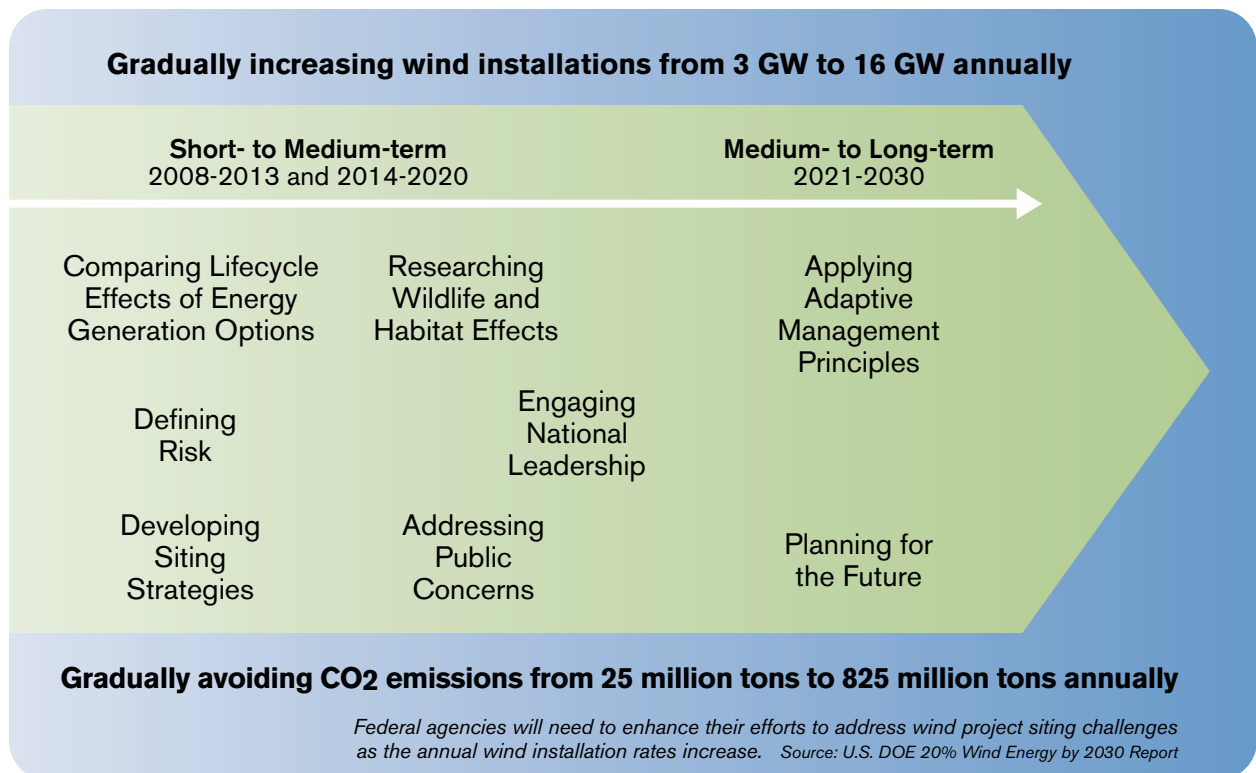 Gradually increasing wind installations from 3 GW to 16 GW annually
Short- to Medium-term
2008-2013 and 2014-2020
Medium- to Long-term
2021-2030
Comparing Lifecycle
Effects of Energy
Generation Options
Researching
Wildlife and
Habitat Effects
Applying
Adaptive
Management
Principles
Defining
Risk
Engaging
National
Leadership
Developing
Siting
Strategies
Addressing
Public
Concerns
Planning for
the Future
Gradually avoiding CO2 emissions from 25 million tons to 825 million tons annually
Federal agencies will need to enhance their efforts to address wind project siting challenges
as the annual wind installation rates increase. Source: U.S. DOE 20% Wind Energy by 2030 Report